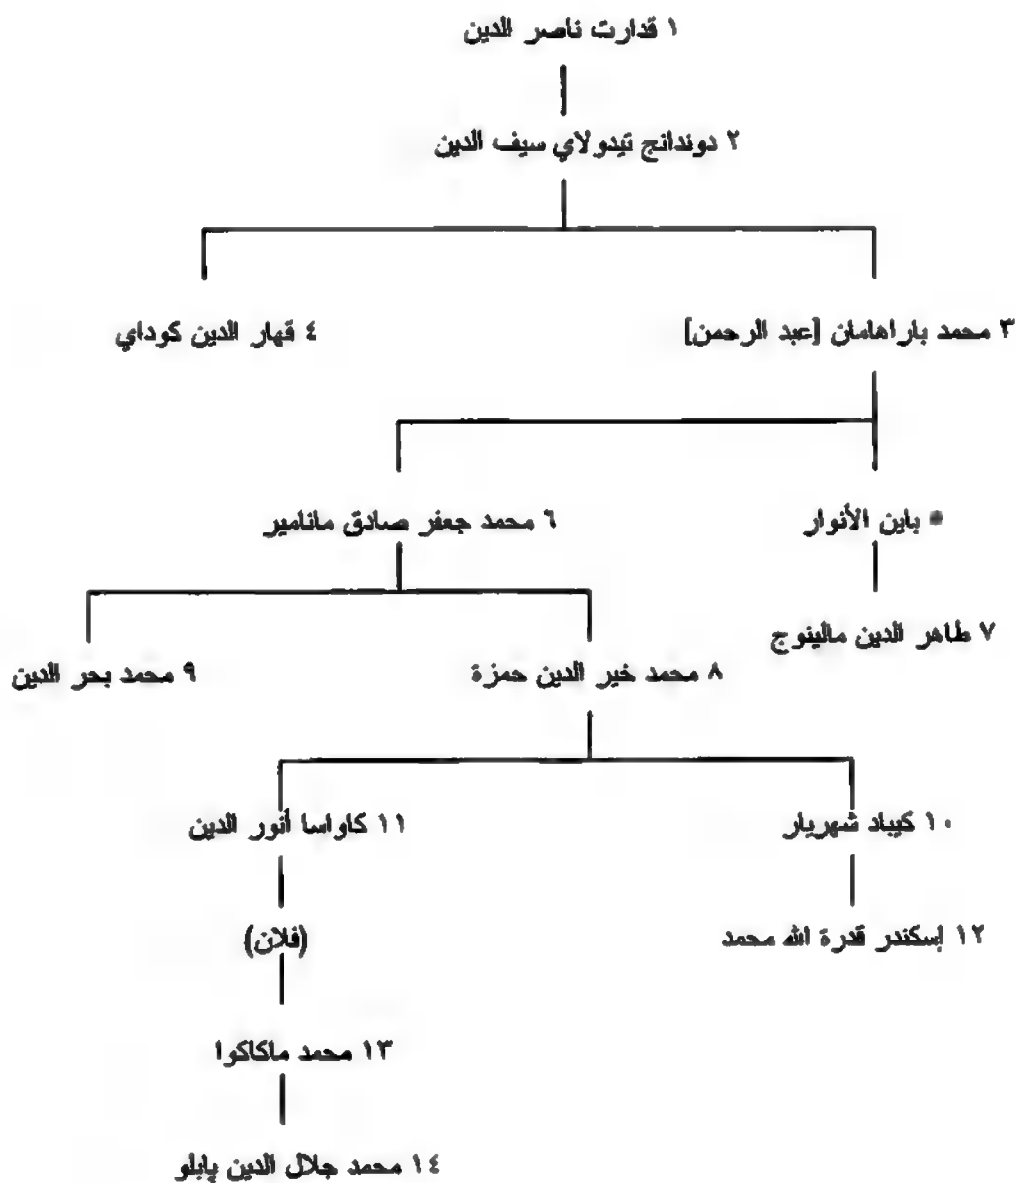 ١ قدارت ناصر الدين
٢ دوندانج تيدولاي سيف الدين
٣ محمد باراهامان [عبد الرحمن]
٤ قهار الدين كوداي
٥ باين الأنوار
٦ محمد جعفر صادق مانامير
٧ طاهر الدين مالينوج
٨ محمد خير الدين حمزة
٩ محمد بحر الدين
١٠ كيباد شهريار
١١ كاواسا أنور الدين
١٢ إسكندر قدرة الله محمد
(فلان)
١٣ محمد ماكاكوا
١٤ محمد جلال الدين پابلو